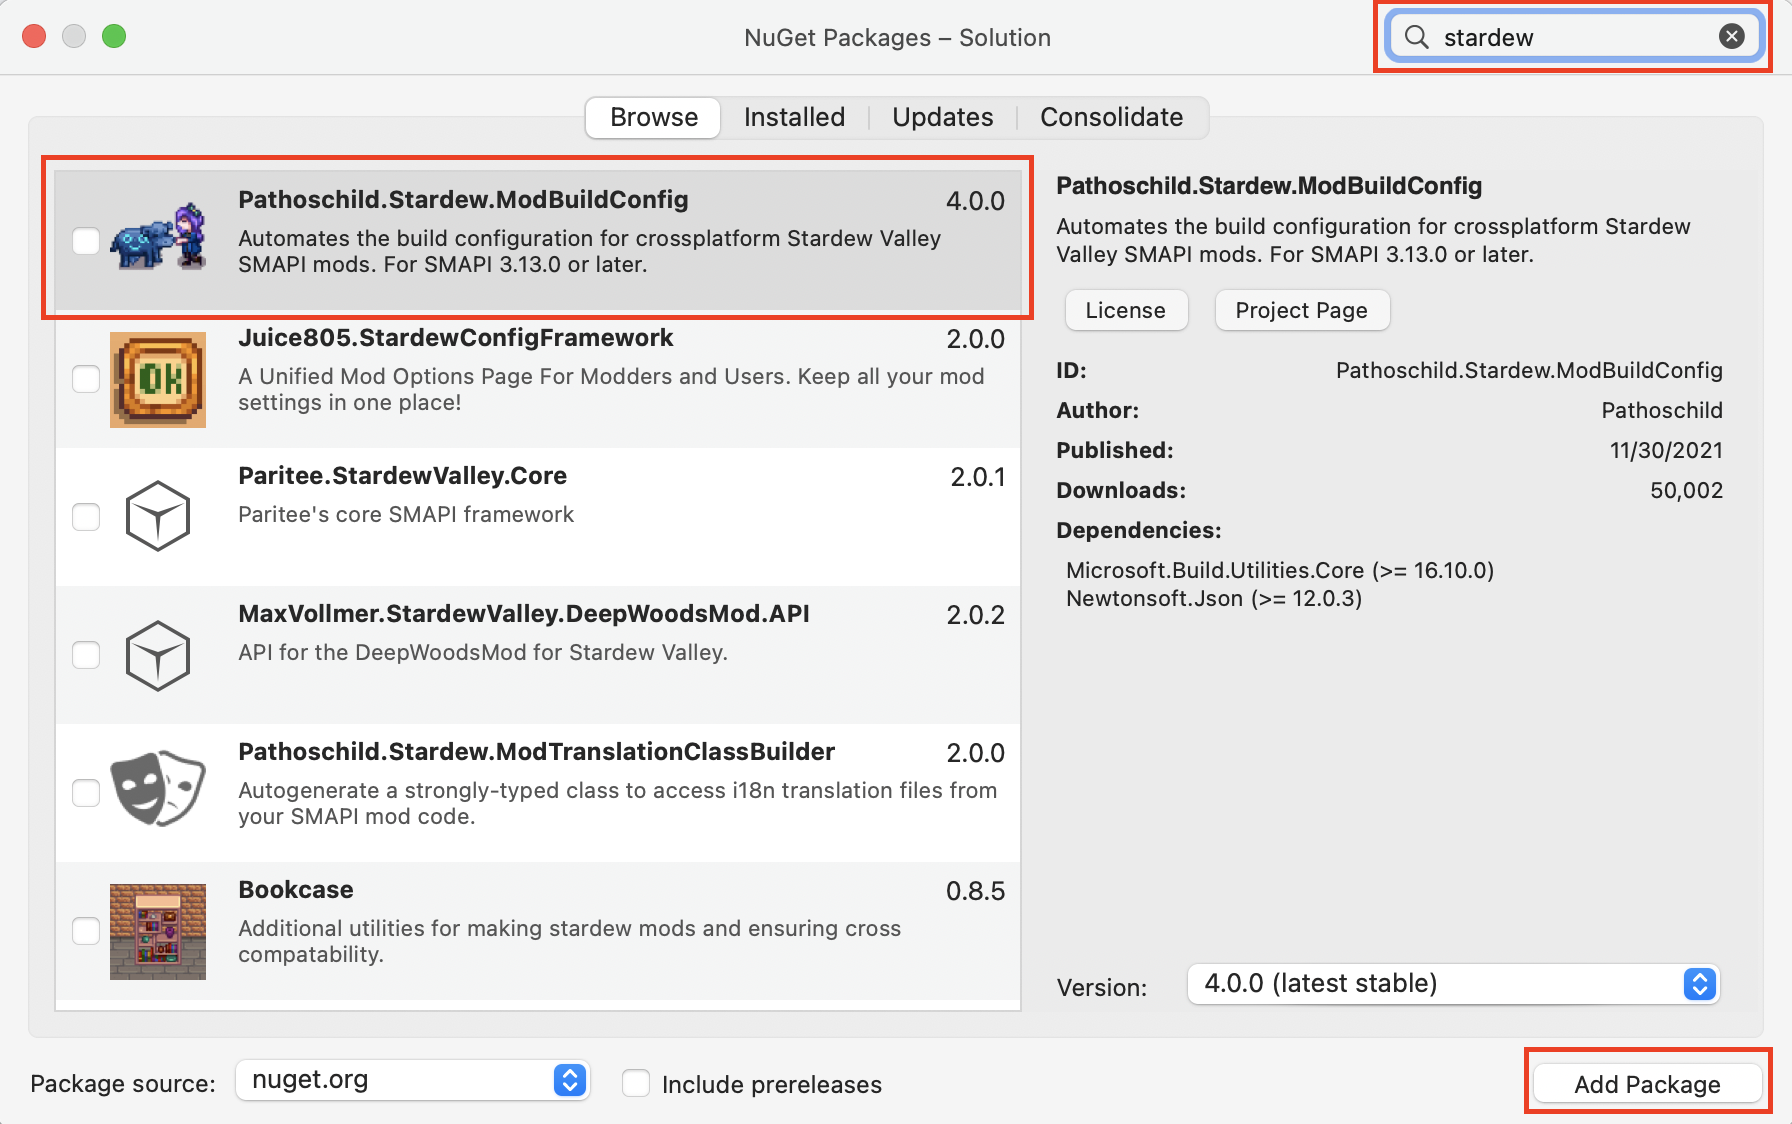 NuGet Packages – Solution
stardew
Browse
Installed
Updates
Consolidate
Pathoschild.Stardew.ModBuildConfig
4.0.0
Automates the build configuration for crossplatform Stardew Valley
SMAPI mods. For SMAPI 3.13.0 or later.
OK
Juice805.StardewConfigFramework
2.0.0
A Unified Mod Options Page For Modders and Users. Keep all your mod
settings in one place!
Paritee.StardewValley.Core
2.0.1
Paritee's core SMAPI framework
MaxVollmer.StardewValley.DeepWoodsMod.API
2.0.2
API for the DeepWoodsMod for Stardew Valley.
Pathoschild.Stardew.ModTranslationClassBuilder
2.0.0
Autogenerate a strongly-typed class to access i18n translation files from
your SMAPI mod code.
Bookcase
0.8.5
Additional utilities for making stardew mods and ensuring cross
compatability.
Pathoschild.Stardew.ModBuildConfig
Automates the build configuration for crossplatform Stardew
Valley SMAPI mods. For SMAPI 3.13.0 or later.
License
Project Page
ID: Pathoschild.Stardew.ModBuildConfig
Author: Pathoschild
Published: 11/30/2021
Downloads: 50,002
Dependencies:
Microsoft.Build.Utilities.Core (>= 16.10.0)
Newtonsoft.Json (>= 12.0.3)
Version: 4.0.0 (latest stable)
Package source: nuget.org
Include prereleases
Add Package